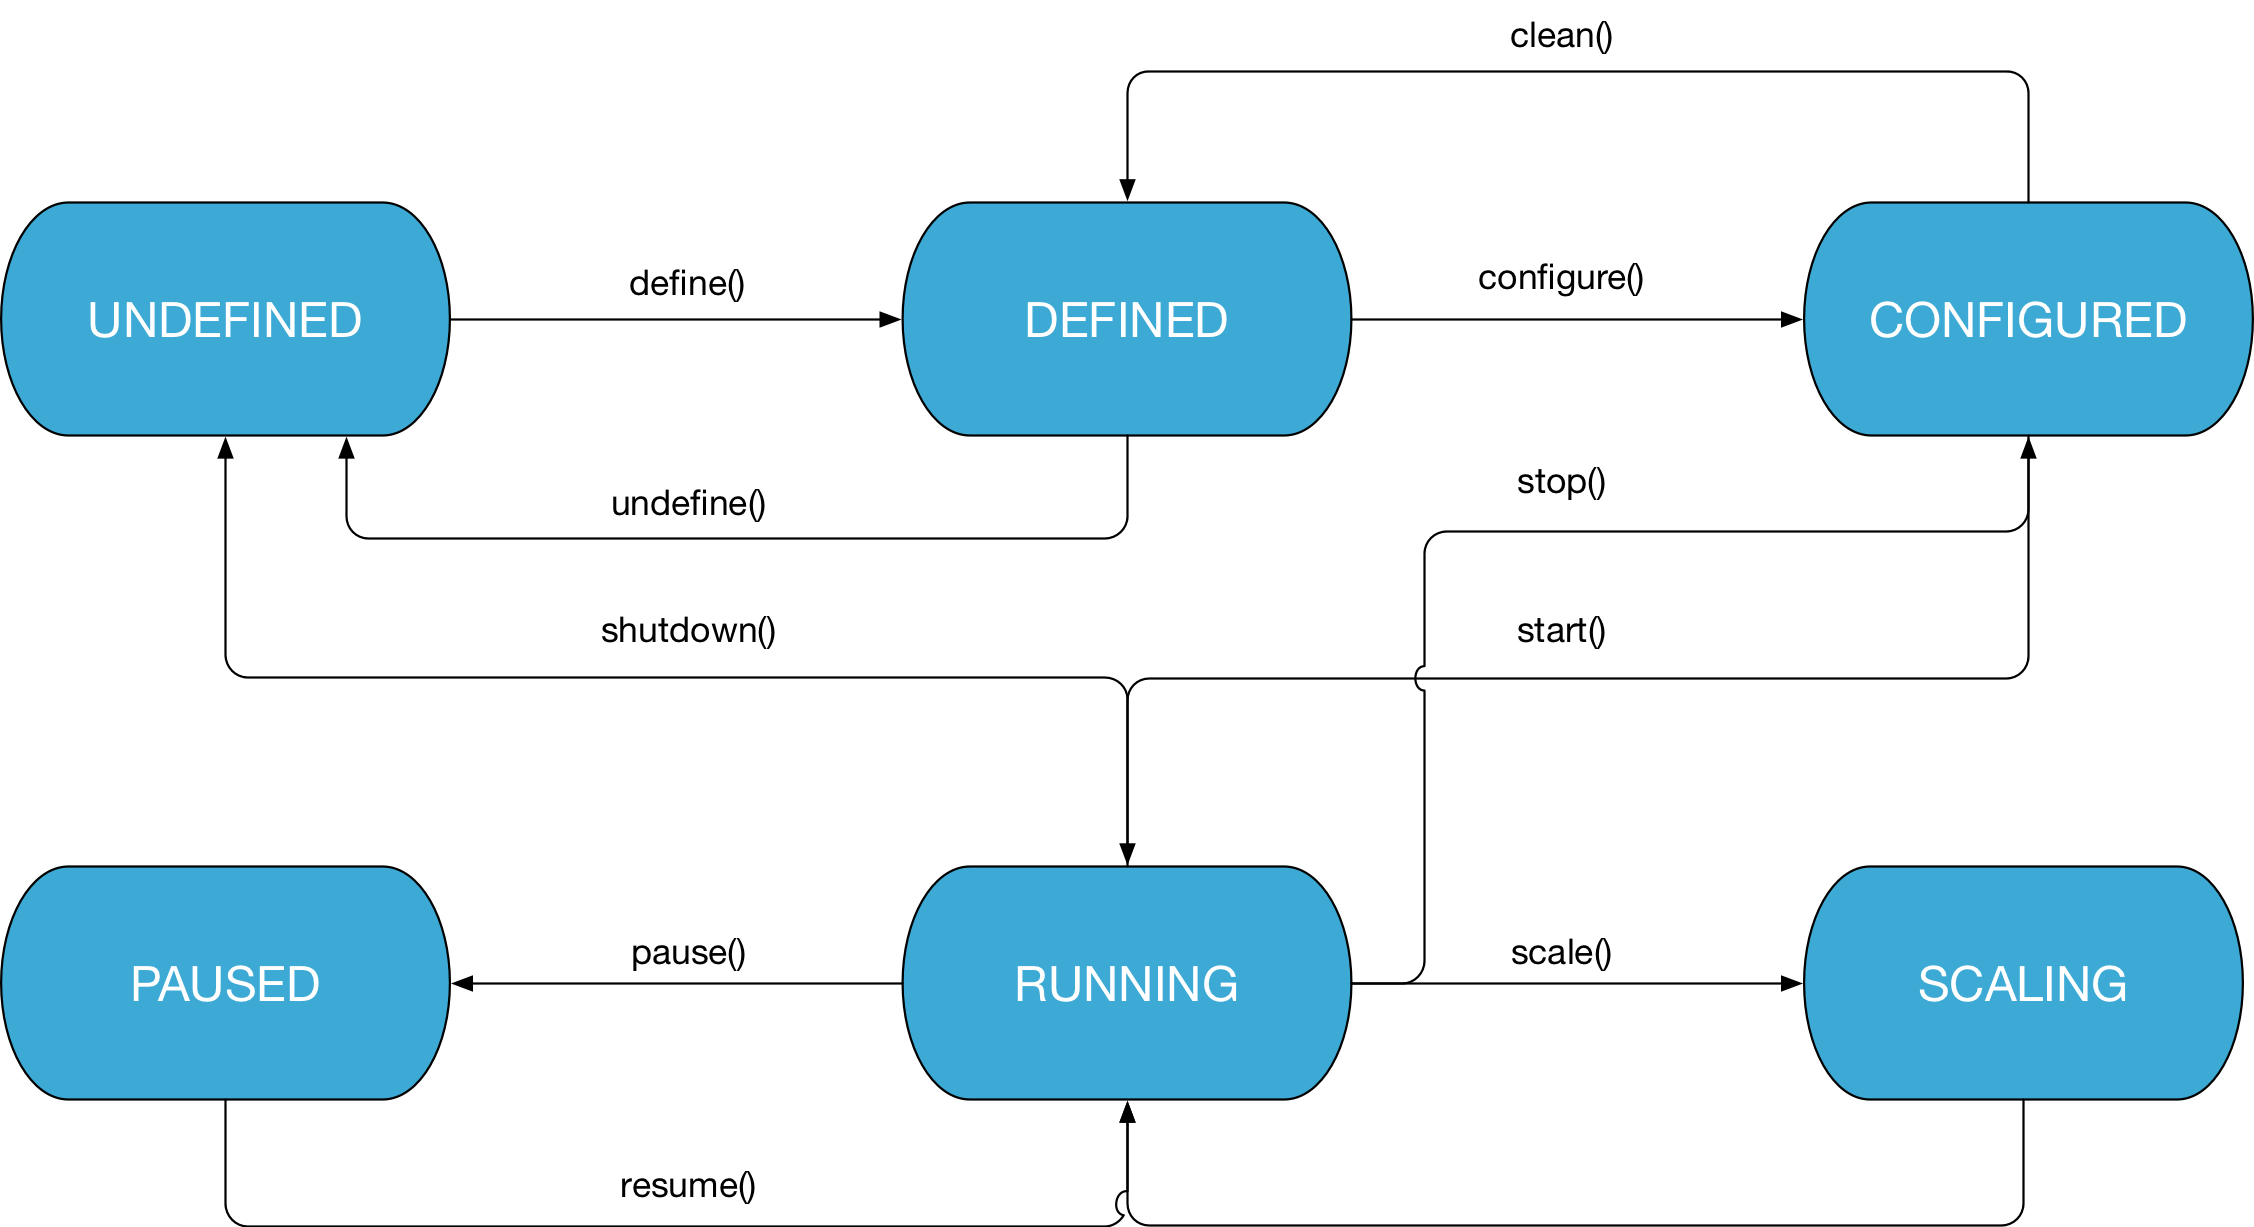 clean()
define()
configure()
UNDEFINED
DEFINED
CONFIGURED
stop()
undefine()
shutdown()
start()
pause()
scale()
PAUSED
RUNNING
SCALING
resume()